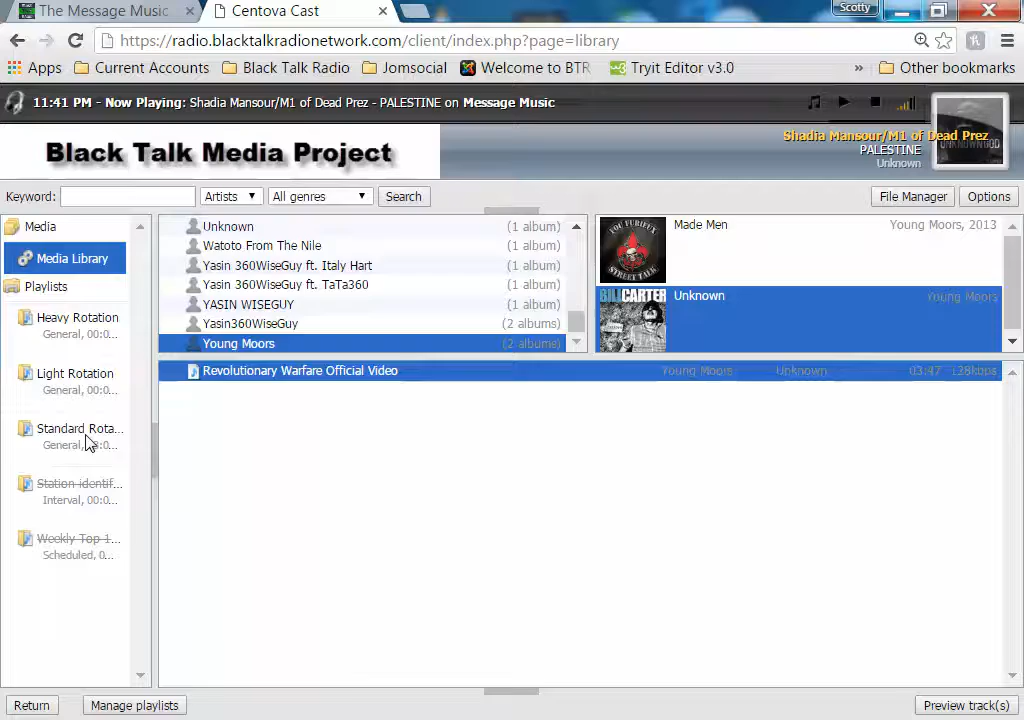 The Message Music
Centova Cast
Scotty
https://radio.blacktalkradionetwork.com/client/index.php?page=library
Apps Current Accounts Black Talk Radio Jomsocial Welcome to BTR Tryit Editor v3.0 » Other bookmarks
11:41 PM - Now Playing: Shadia Mansour/M1 of Dead Prez - PALESTINE on Message Music
Black Talk Media Project
Shadia Mansour/M1 of Dead Prez
PALESTINE
Unknown
UNKNOWNGOD
Keyword: Artists All genres Search File Manager Options
Media
Media Library
Playlists
Heavy Rotation
General, 00:0...
Light Rotation
General, 00:0...
Standard Rota...
Station identif...
Interval, 00:0...
Weekly Top 1...
Scheduled, 0...
Unknown (1 album)
Watoto From The Nile (1 album)
Yasin 360WiseGuy ft. Italy Hart (1 album)
Yasin 360WiseGuy ft. TaTa360 (1 album)
YASIN WISEGUY (1 album)
Yasin360WiseGuy (2 albums)
Young Moors (2 albums)
Made Men Young Moors, 2013
YOU FURIEUX
STREET TALK
Unknown Young Moors
BILLCARTER
Revolutionary Warfare Official Video Young Moors Unknown 03:47 128kbps
Return Manage playlists Preview track(s)